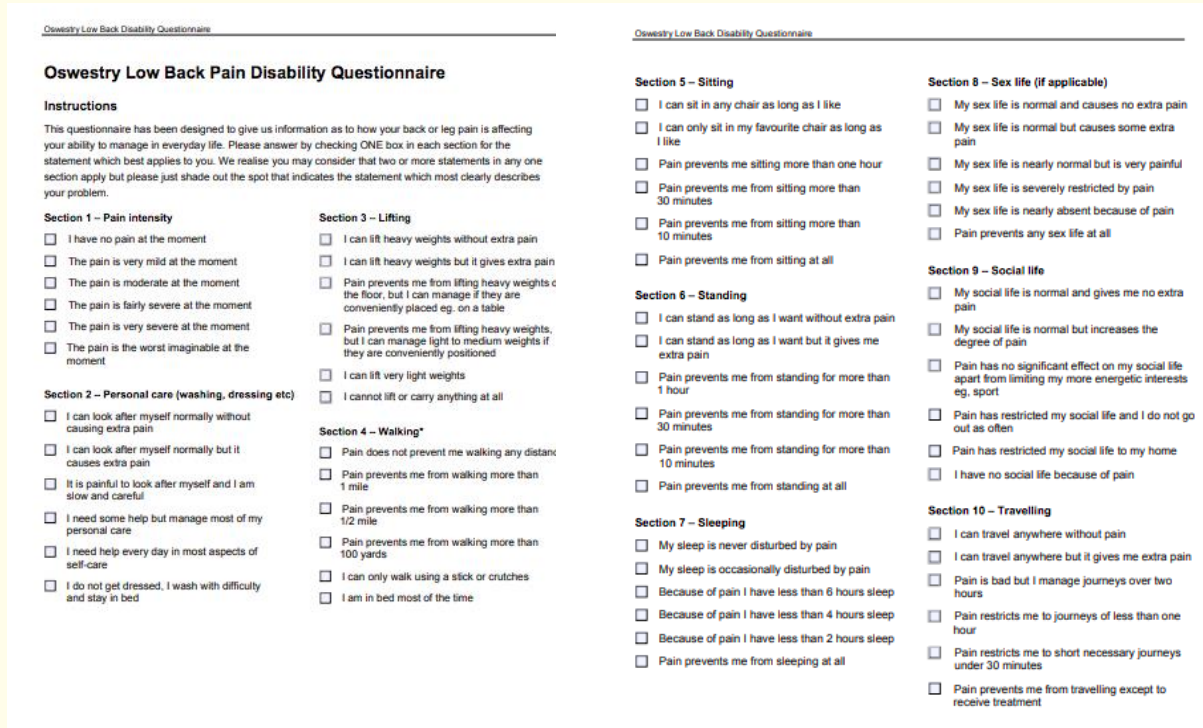 Oswestry Low Back Disability Questionnaire
Oswestry Low Back Pain Disability Questionnaire
Instructions
This questionnaire has been designed to give us information as to how your back or leg pain is affecting
your ability to manage in everyday life. Please answer by checking ONE box in each section for the
statement which best applies to you. We realise you may consider that two or more statements in any one
section apply but please just shade out the spot that indicates the statement which most clearly describes
your problem.
Section 1 – Pain intensity
I have no pain at the moment
The pain is very mild at the moment
The pain is moderate at the moment
The pain is fairly severe at the moment
The pain is very severe at the moment
The pain is the worst imaginable at the
moment
Section 2 – Personal care (washing, dressing etc)
I can look after myself normally without
causing extra pain
I can look after myself normally but it
causes extra pain
It is painful to look after myself and I am
slow and careful
I need some help but manage most of my
personal care
I need help every day in most aspects of
self-care
I do not get dressed, I wash with difficulty
and stay in bed
Section 3 – Lifting
I can lift heavy weights without extra pain
I can lift heavy weights but it gives extra pain
Pain prevents me from lifting heavy weights
the floor, but I can manage if they are
conveniently placed eg. on a table
Pain prevents me from lifting heavy weights,
but I can manage light to medium weights if
they are conveniently positioned
I can lift very light weights
I cannot lift or carry anything at all
Section 4 – Walking*
Pain does not prevent me walking any distanc
Pain prevents me from walking more than
1 mile
Pain prevents me from walking more than
1/2 mile
Pain prevents me from walking more than
100 yards
I can only walk using a stick or crutches
I am in bed most of the time
Oswestry Low Back Disability Questionnaire
Section 5 – Sitting
I can sit in any chair as long as I like
I can only sit in my favourite chair as long as
I like
Pain prevents me sitting more than one hour
Pain prevents me from sitting more than
30 minutes
Pain prevents me from sitting more than
10 minutes
Pain prevents me from sitting at all
Section 6 – Standing
I can stand as long as I want without extra pain
I can stand as long as I want but it gives me
extra pain
Pain prevents me from standing for more than
1 hour
Pain prevents me from standing for more than
30 minutes
Pain prevents me from standing for more than
10 minutes
Pain prevents me from standing at all
Section 7 – Sleeping
My sleep is never disturbed by pain
My sleep is occasionally disturbed by pain
Because of pain I have less than 6 hours sleep
Because of pain I have less than 4 hours sleep
Because of pain I have less than 2 hours sleep
Pain prevents me from sleeping at all
Section 8 – Sex life (if applicable)
My sex life is normal and causes no extra pain
My sex life is normal but causes some extra
pain
My sex life is nearly normal but is very painful
My sex life is severely restricted by pain
My sex life is nearly absent because of pain
Pain prevents any sex life at all
Section 9 – Social life
My social life is normal and gives me no extra
pain
My social life is normal but increases the
degree of pain
Pain has no significant effect on my social life
apart from limiting my more energetic interests
eg, sport
Pain has restricted my social life and I do not go
out as often
Pain has restricted my social life to my home
I have no social life because of pain
Section 10 – Travelling
I can travel anywhere without pain
I can travel anywhere but it gives me extra pain
Pain is bad but I manage journeys over two
hours
Pain restricts me to journeys of less than one
hour
Pain restricts me to short necessary journeys
under 30 minutes
Pain prevents me from travelling except to
receive treatment